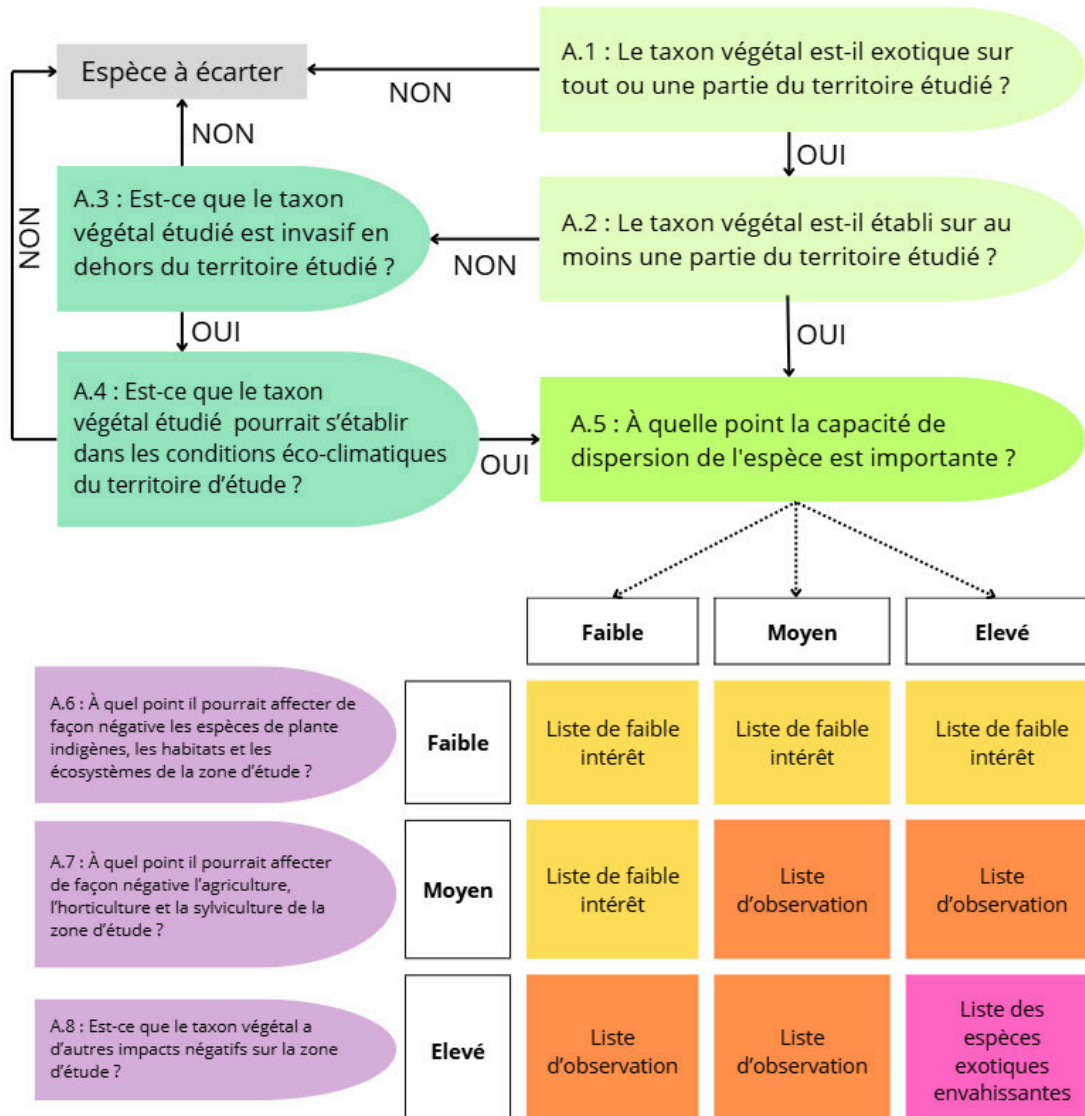 Espèce à écarter
A.1 : Le taxon végétal est-il exotique sur
tout ou une partie du territoire étudié ?
NON
NON
OUI
A.3 : Est-ce que le taxon
végétal étudié est invasif en
dehors du territoire étudié ?
A.2 : Le taxon végétal est-il établi sur au
moins une partie du territoire étudié ?
NON
NON
OUI
OUI
A.4 : Est-ce que le taxon
végétal étudié pourrait s'établir
dans les conditions éco-climatiques
du territoire d'étude ?
OUI
A.5 : À quelle point la capacité de
dispersion de l'espèce est importante ?
Faible
Moyen
Elevé
A.6 : À quel point il pourrait affecter de
façon négative les espèces de plante
indigènes, les habitats et les
écosystèmes de la zone d'étude ?
Faible
Liste de faible
intérêt
Liste de faible
intérêt
Liste de faible
intérêt
A.7 : À quel point il pourrait affecter
de façon négative l'agriculture,
l'horticulture et la sylviculture de la
zone d'étude ?
Moyen
Liste de faible
intérêt
Liste
d'observation
Liste
d'observation
A.8 : Est-ce que le taxon végétal a
d'autres impacts négatifs sur la zone
d'étude ?
Elevé
Liste
d'observation
Liste
d'observation
Liste des
espèces
exotiques
envahissantes